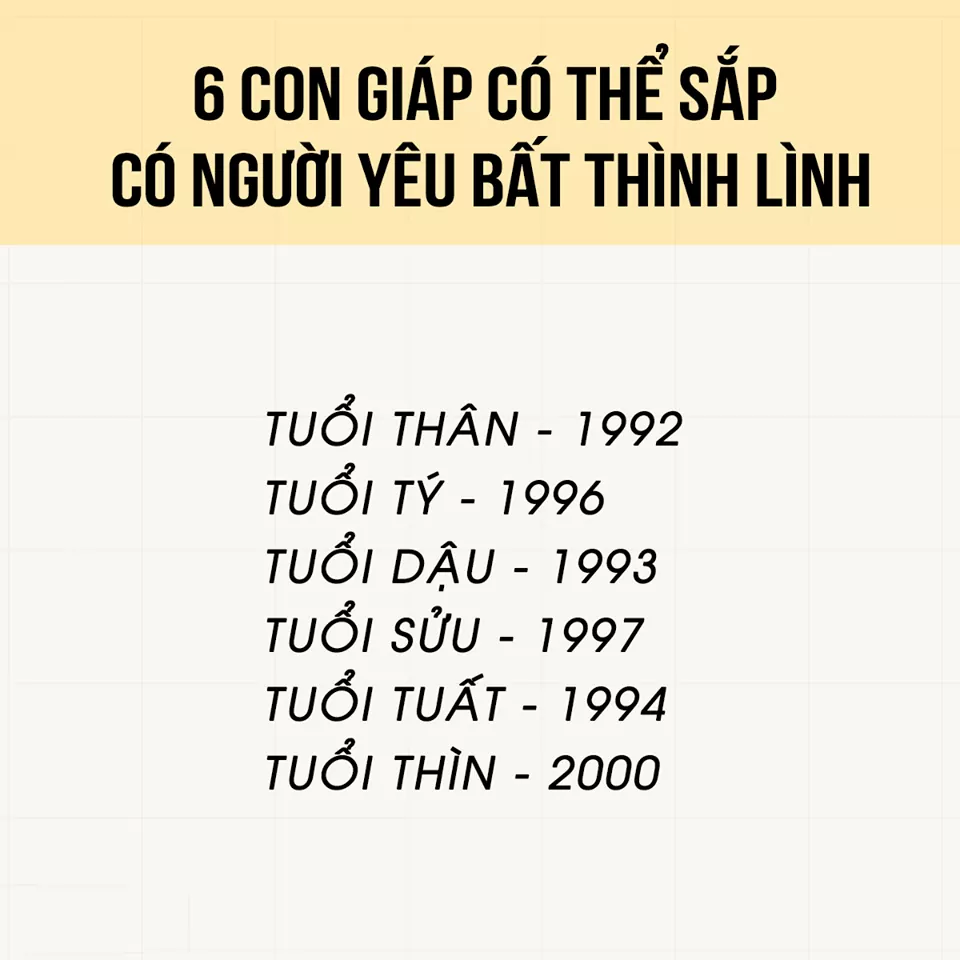 6 CON GIÁP CÓ THỂ SẮP
CÓ NGƯỜI YÊU BẤT THÌNH LÌNH
TUỔI THÂN - 1992
TUỔI TÝ - 1996
TUỔI DẬU - 1993
TUỔI SỬU - 1997
TUỔI TUẤT - 1994
TUỔI THÌN - 2000